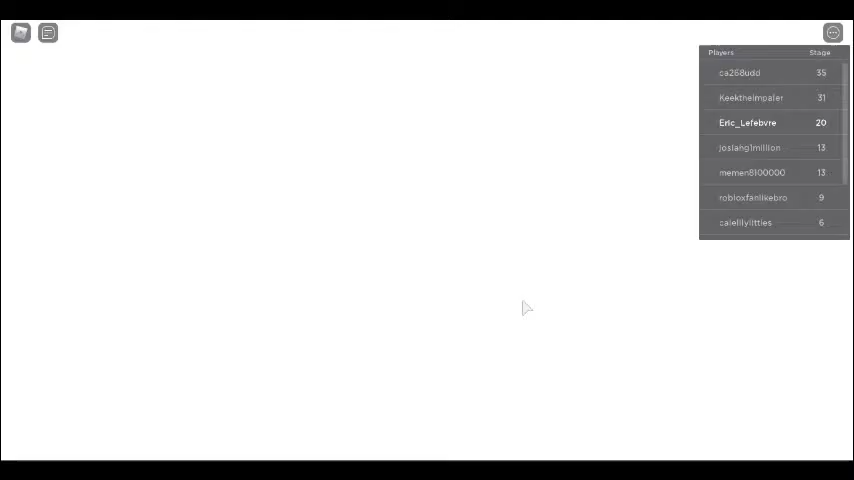 Players Stage
ca268udd 35
Keektheimpaler 31
Eric_Lefebvre 20
josiahg1million 13
memen8100000 13
robloxfanlikebro 9
calelilylitties 6